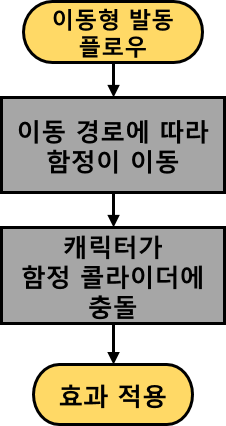 이동형 발동
플로우
이동 경로에 따라
함정이 이동
캐릭터가
함정 콜라이더에
충돌
효과 적용